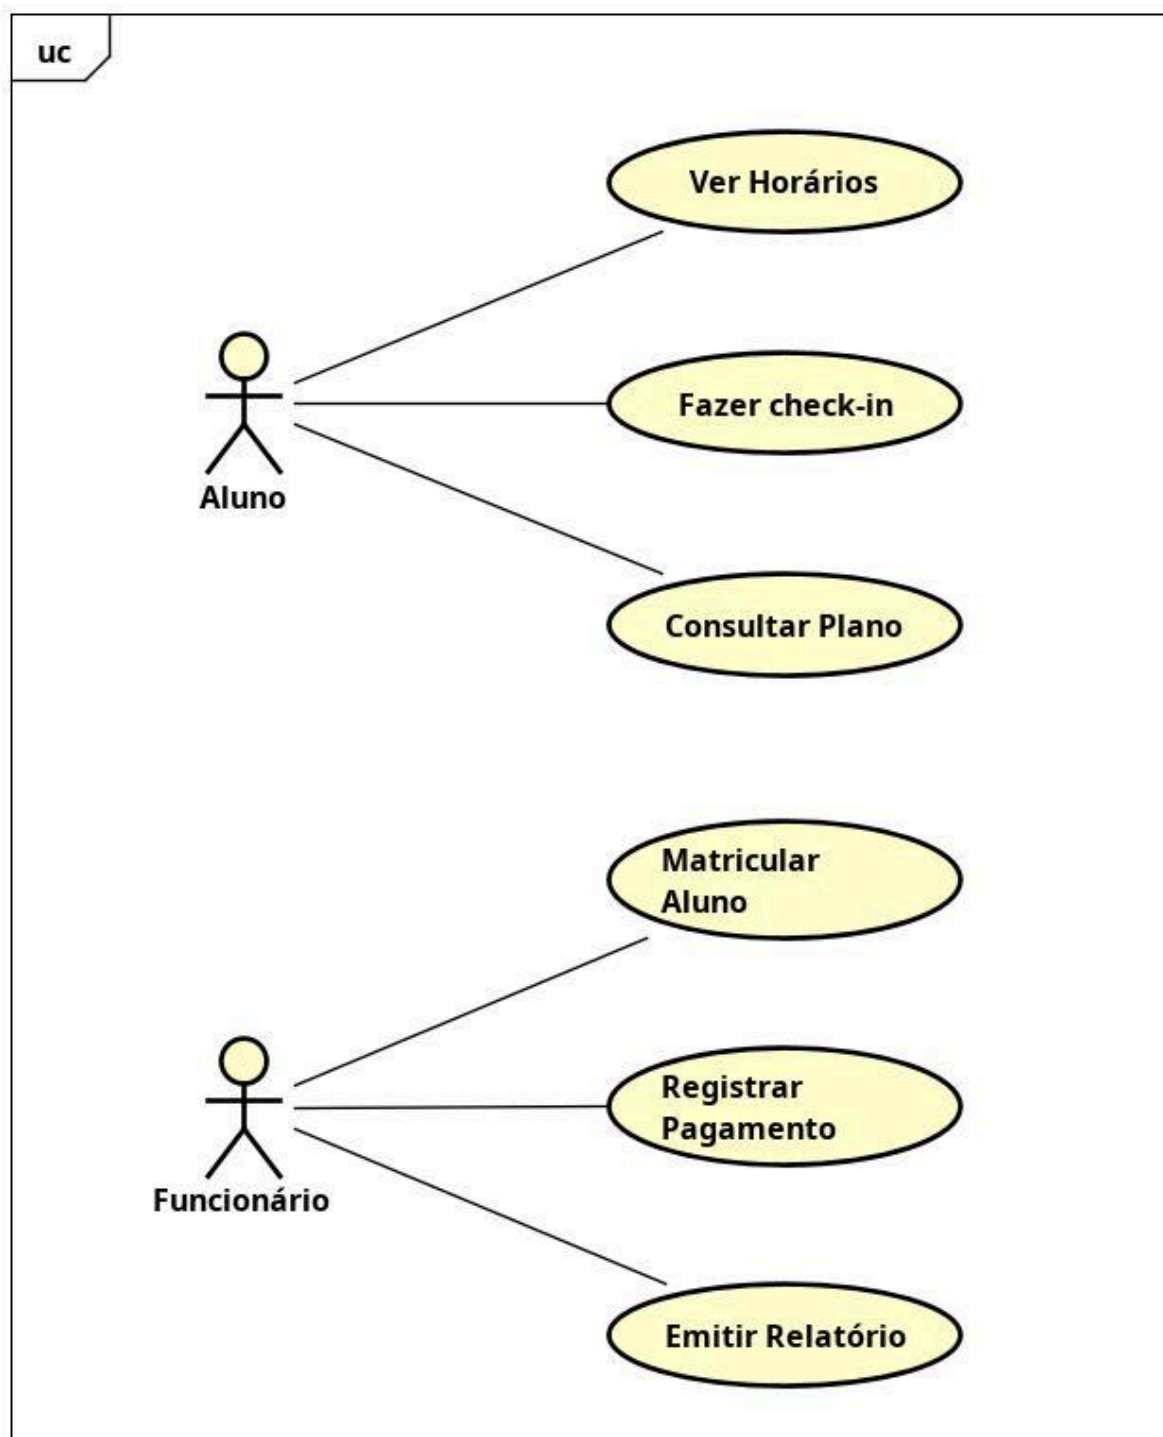 uc
Ver Horários
Fazer check-in
Aluno
Consultar Plano
Matricular
Aluno
Registrar
Pagamento
Funcionário
Emitir Relatório